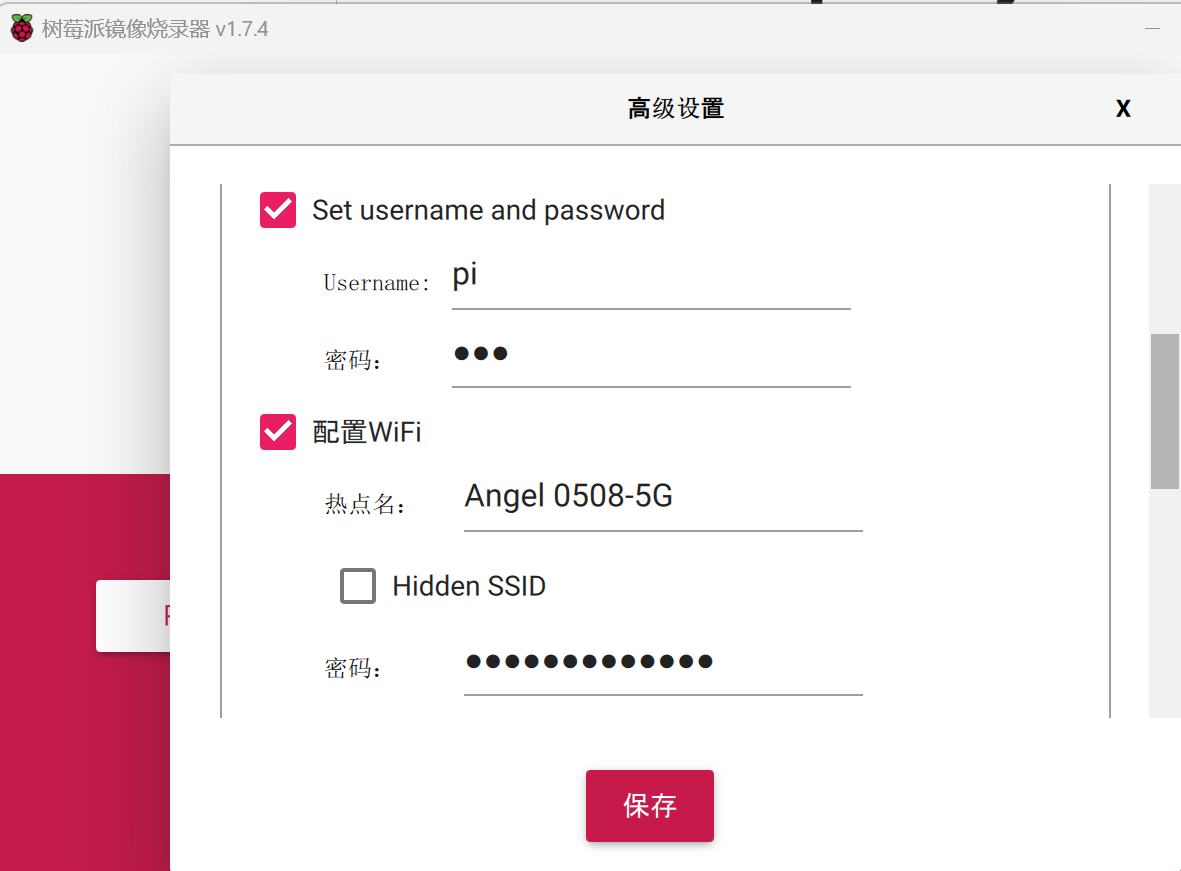 树莓派镜像烧录器 v1.7.4
高级设置
X
Set username and password
Username: pi
密码： ●●●
配置WiFi
热点名： Angel 0508-5G
Hidden SSID
密码： ●●●●●●●●●●●●●
保存